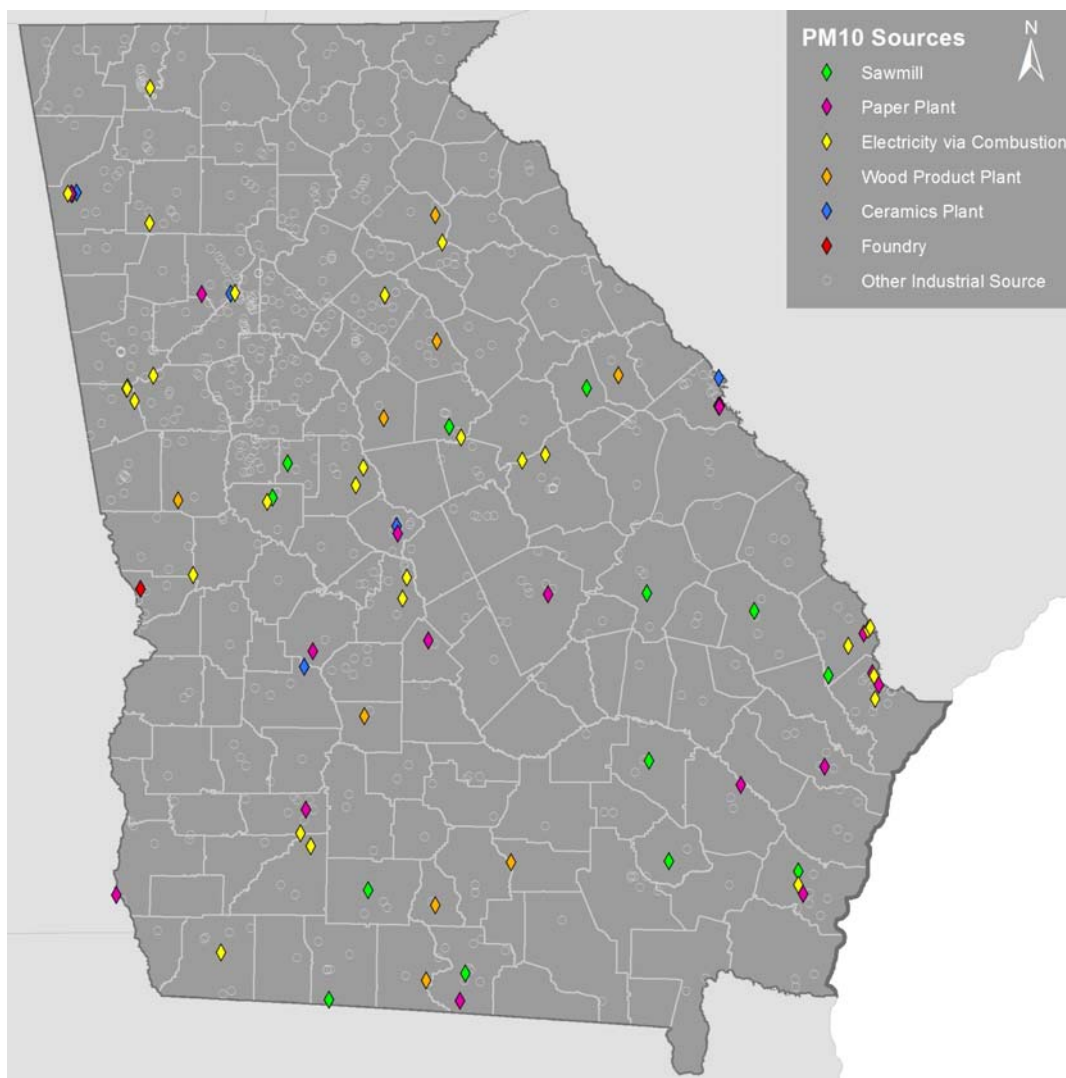 PM10 Sources
N
Sawmill
Paper Plant
Electricity via Combustion
Wood Product Plant
Ceramics Plant
Foundry
Other Industrial Source